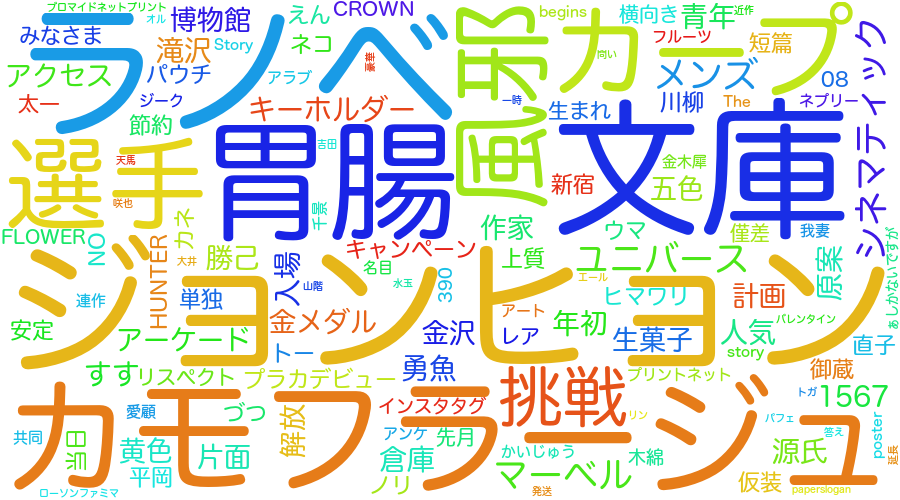 ブロマイドネットプリント
オル
博物館
えん
CROWN
begins
横向き
青年
近作
みなさま
ラノベ
滝沢
Story
ネコ
豪華
風邪
カープ
向い
フルーツ
短篇
シネマティック
アクセス
パウチ
アラブ
メンズ
08
太一
ジーク
キーホルダー
一時
生まれ
川柳
The
ネプリー
節約
選手
天馬
胃腸
吉田
文庫
金木犀
咲也
千景
新宿
五色
FLOWER
NO
HUNTER
カネ
大井
勝己
キャンペーン
作家
ウマ
僅差
我妻
ぁしかないですが
ジョンヒョン
入場
名目
上質
ユニバース
原案
連作
単独
山階
水玉
390
エール
ヒマワリ
計画
安定
アーケード
金メダル
金沢
アート
レア
年初
生菓子
人気
バレンタイン
トー
story
直子
すす
リスペクト
プラカデビュー
勇魚
挑戦
プリントネット
御蔵
カモフラージュ
愛顧
づつ
解放
インスタタグ
リン
トガ
1567
共同
黄色
片面
アンケ
先月
かいじゅう
木綿
パフェ
答え
poster
平岡
倉庫
源氏
延長
ノリ
マーベル
仮装
ローソンファミマ
発送
paperslogan